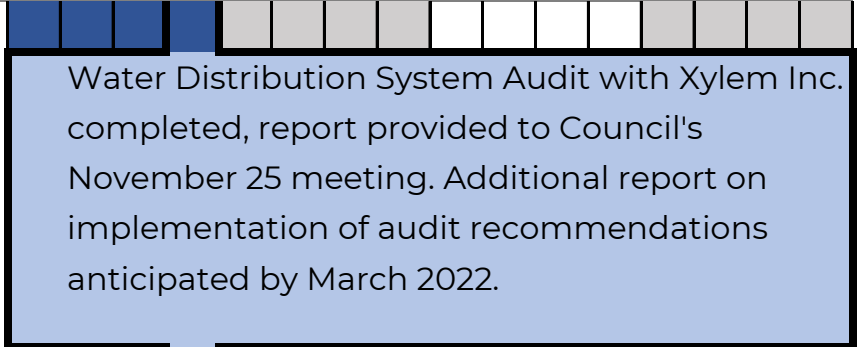 Water Distribution System Audit with Xylem Inc.
completed, report provided to Council's
November 25 meeting. Additional report on
implementation of audit recommendations
anticipated by March 2022.